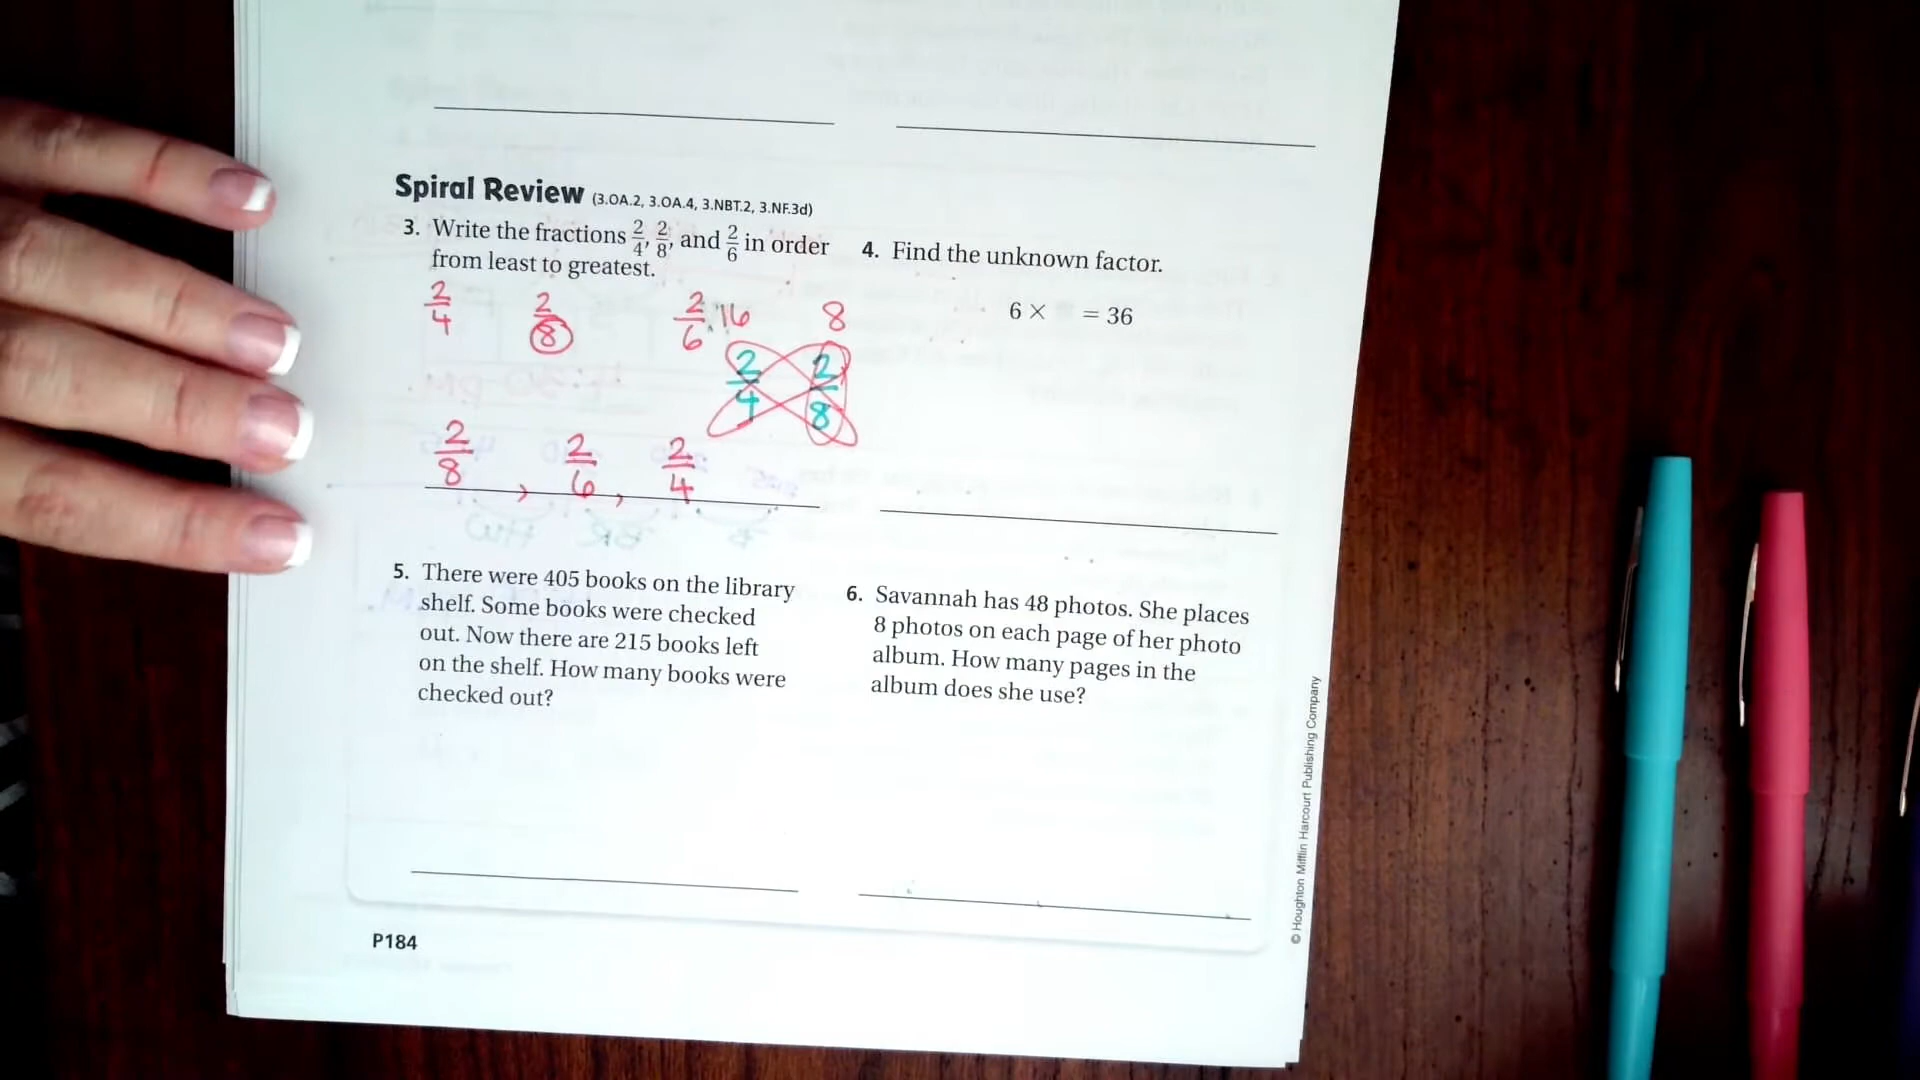 Spiral Review (3.OA.2, 3.OA.4, 3.NBT.2, 3.NF.3d)
3. Write the fractions 2/4, 2/8, and 2/6 in order
from least to greatest.
2/4 2/8 2/6 16 8
2/4 2/8
2/8 , 2/6 , 2/4
4. Find the unknown factor.
6 × = 36
5. There were 405 books on the library
shelf. Some books were checked
out. Now there are 215 books left
on the shelf. How many books were
checked out?
6. Savannah has 48 photos. She places
8 photos on each page of her photo
album. How many pages in the
album does she use?
P184
© Houghton Mifflin Harcourt Publishing Company